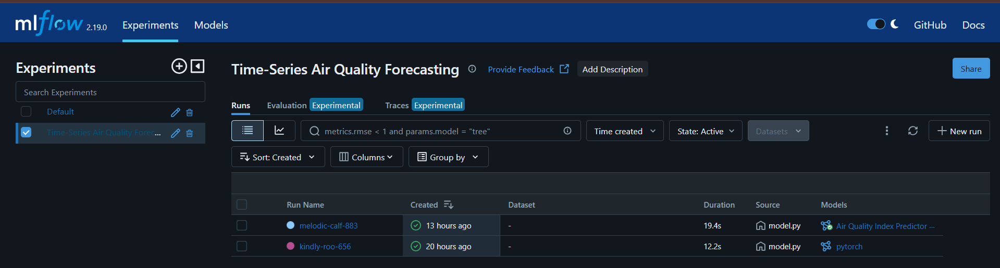 mlflow 2.19.0 Experiments Models GitHub Docs
Experiments
Search Experiments
Default
Time-Series Air Quality Forec...
Time-Series Air Quality Forecasting Provide Feedback Add Description Share
Runs Evaluation Experimental Traces Experimental
metrics.rmse < 1 and params.model = "tree" Time created State: Active Datasets New run
Sort: Created Columns Group by
Run Name Created Dataset Duration Source Models
melodic-calf-883 13 hours ago - 19.4s model.py Air Quality Index Predictor ...
kindly-roo-656 20 hours ago - 12.2s model.py pytorch